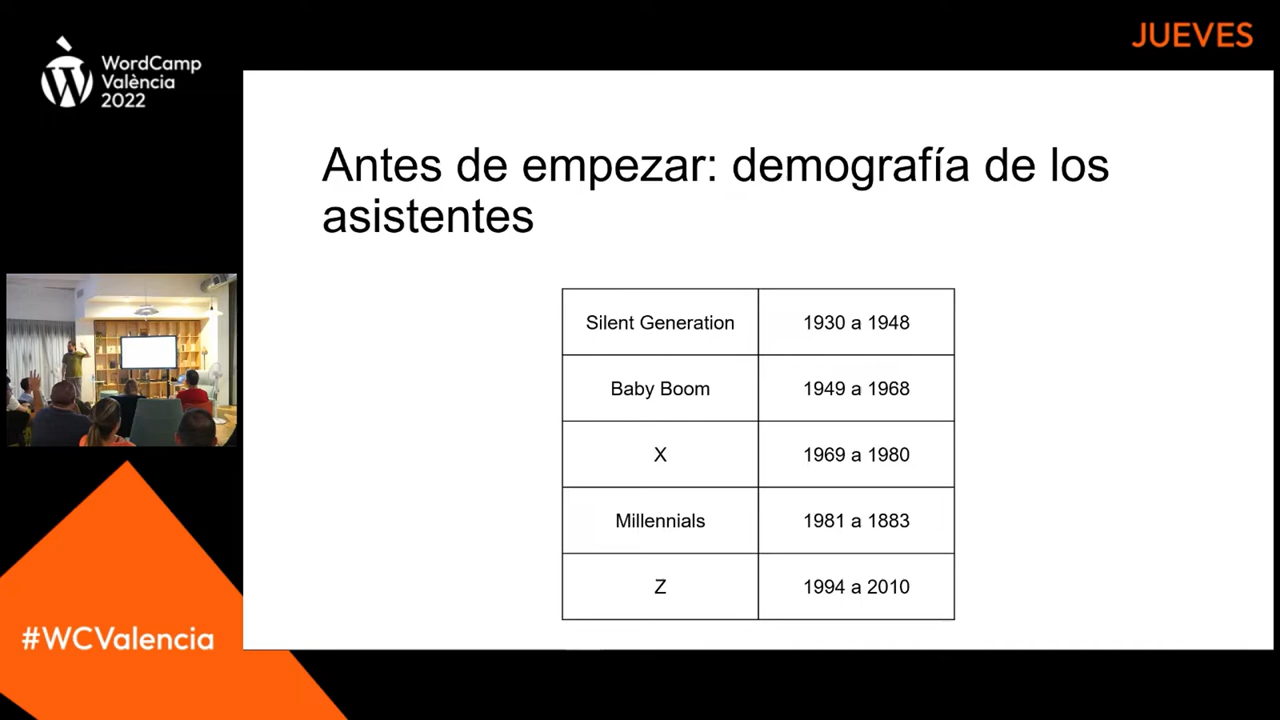 JUEVES
WordCamp
València
2022
Antes de empezar: demografía de los
asistentes
Silent Generation 1930 a 1948
Baby Boom 1949 a 1968
X 1969 a 1980
Millennials 1981 a 1883
Z 1994 a 2010
#WCValencia